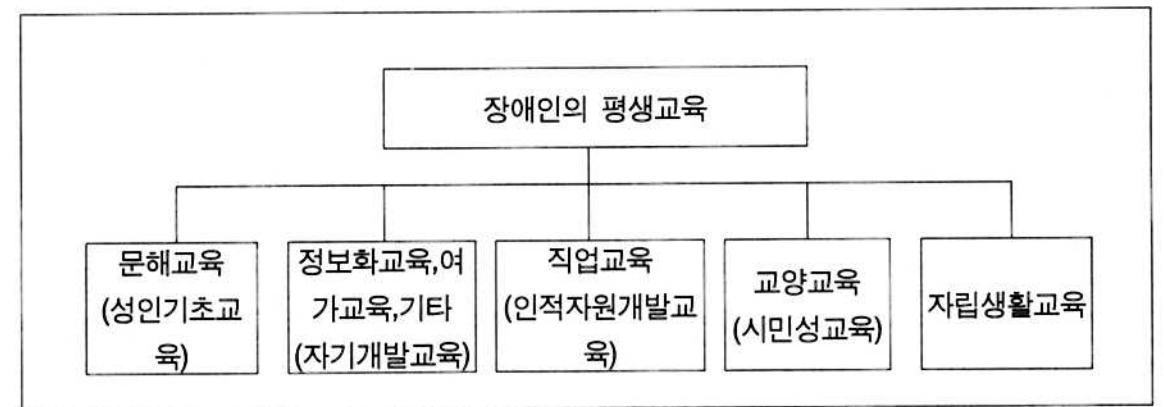 장애인의 평생교육
문해교육
(성인기초교
육)
정보화교육,여
가교육,기타
(자기개발교육)
직업교육
(인적자원개발교
육)
교양교육
(시민성교육)
자립생활교육